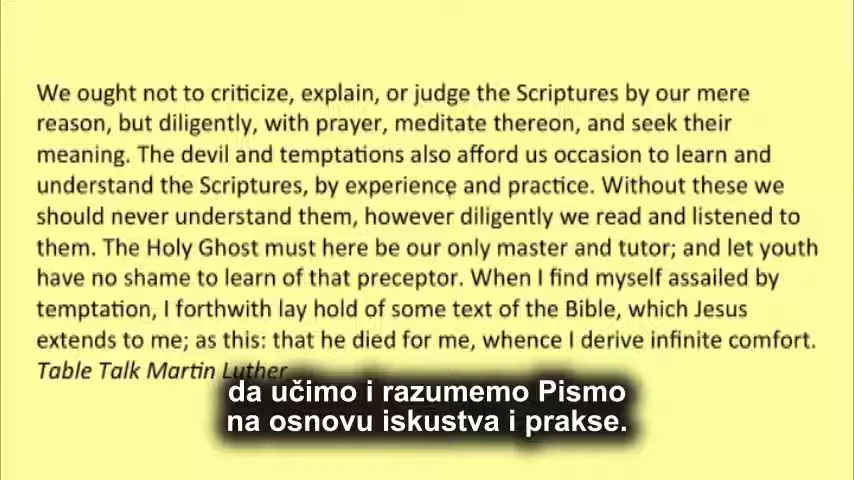 We ought not to criticize, explain, or judge the Scriptures by our mere
reason, but diligently, with prayer, meditate thereon, and seek their
meaning. The devil and temptations also afford us occasion to learn and
understand the Scriptures, by experience and practice. Without these we
should never understand them, however diligently we read and listened to
them. The Holy Ghost must here be our only master and tutor; and let youth
have no shame to learn of that preceptor. When I find myself assailed by
temptation, I forthwith lay hold of some text of the Bible, which Jesus
extends to me; as this: that he died for me, whence I derive infinite comfort.
Table Talk Martin Luther
da učimo i razumemo Pismo
na osnovu iskustva i prakse.